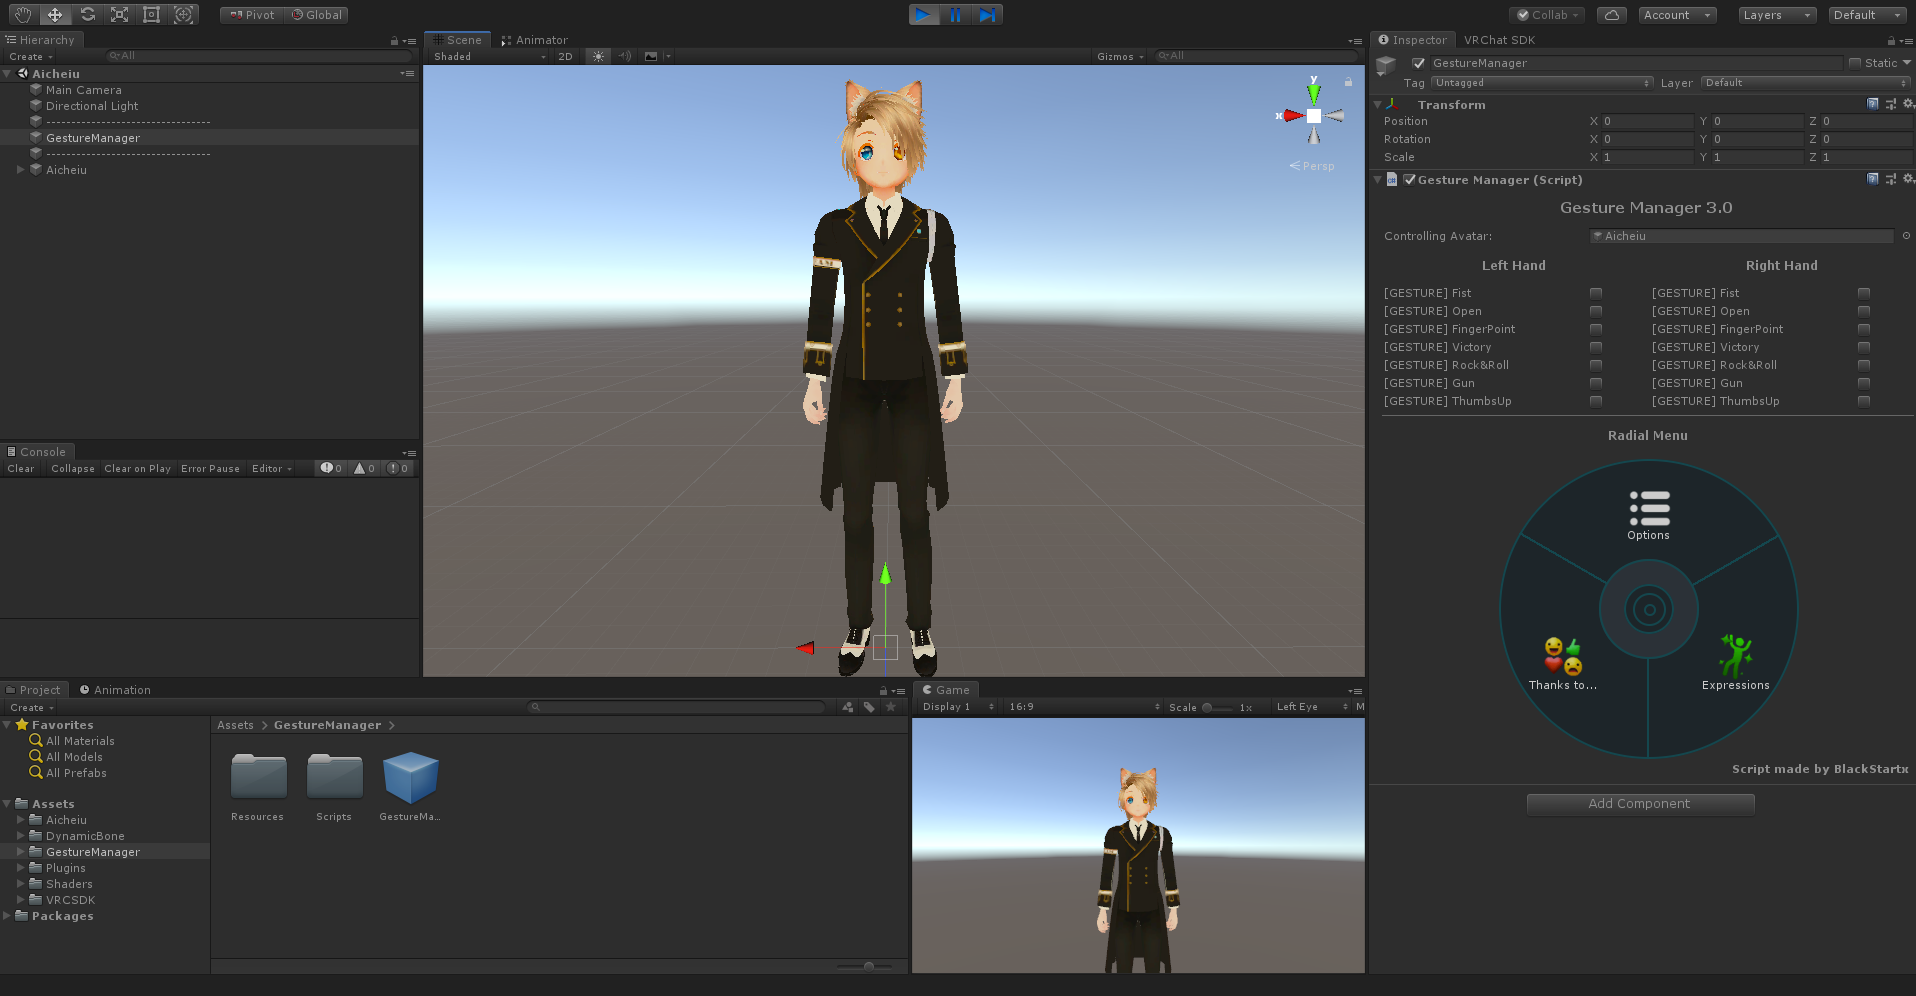 Pivot Global Collab Account Layers Default
Hierarchy
Create All
Aicheiu
Main Camera
Directional Light
--------------------------------
GestureManager
--------------------------------
Aicheiu
Console
Clear Collapse Clear on Play Error Pause Editor 0 0 0
Scene Animator
Shaded 2D Gizmos All
y
x
Persp
Project Animation
Create
Favorites
All Materials
All Models
All Prefabs
Assets
Aicheiu
DynamicBone
GestureManager
Plugins
Shaders
VRCSDK
Packages
Assets GestureManager
Resources Scripts GestureMa...
Game
Display 1 16:9 Scale 1x Left Eye M
Inspector VRChat SDK
GestureManager Static
Tag Untagged Layer Default
Transform
Position X 0 Y 0 Z 0
Rotation X 0 Y 0 Z 0
Scale X 1 Y 1 Z 1
Gesture Manager (Script)
Gesture Manager 3.0
Controlling Avatar: Aicheiu
Left Hand Right Hand
[GESTURE] Fist [GESTURE] Fist
[GESTURE] Open [GESTURE] Open
[GESTURE] FingerPoint [GESTURE] FingerPoint
[GESTURE] Victory [GESTURE] Victory
[GESTURE] Rock&Roll [GESTURE] Rock&Roll
[GESTURE] Gun [GESTURE] Gun
[GESTURE] ThumbsUp [GESTURE] ThumbsUp
Radial Menu
Options
Thanks to... Expressions
Script made by BlackStartx
Add Component